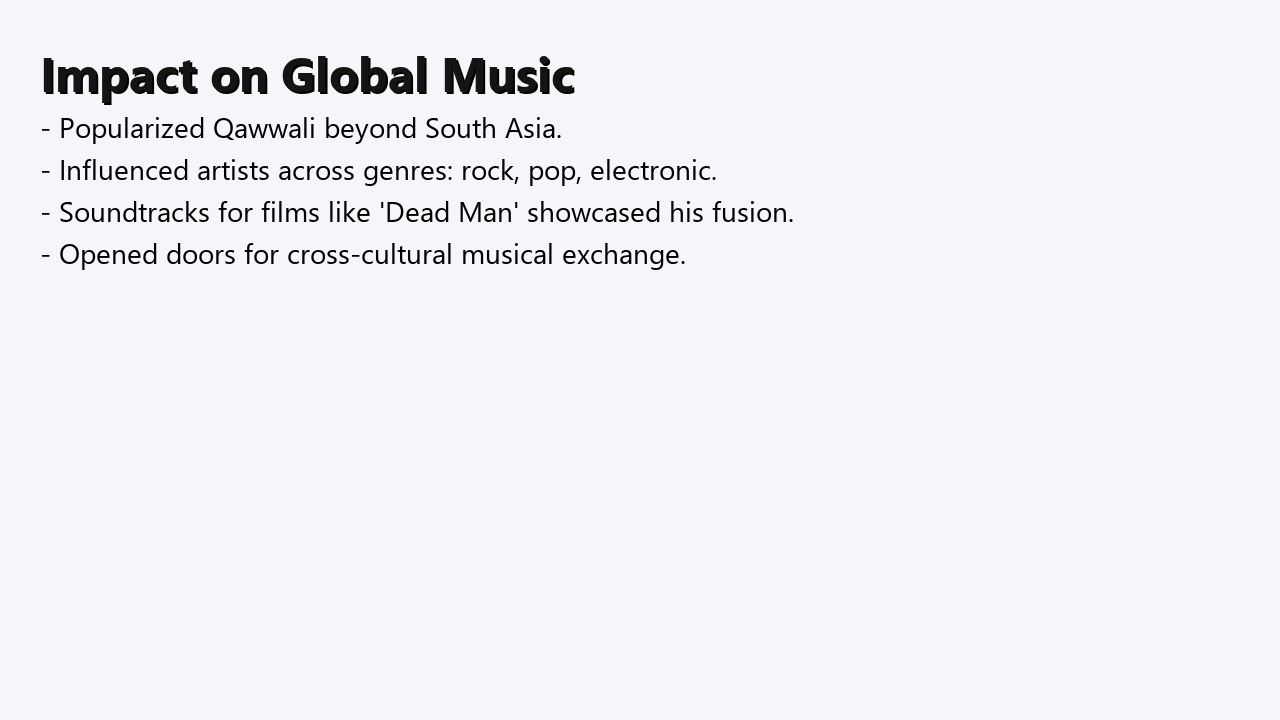 Impact on Global Music
- Popularized Qawwali beyond South Asia.
- Influenced artists across genres: rock, pop, electronic.
- Soundtracks for films like 'Dead Man' showcased his fusion.
- Opened doors for cross-cultural musical exchange.